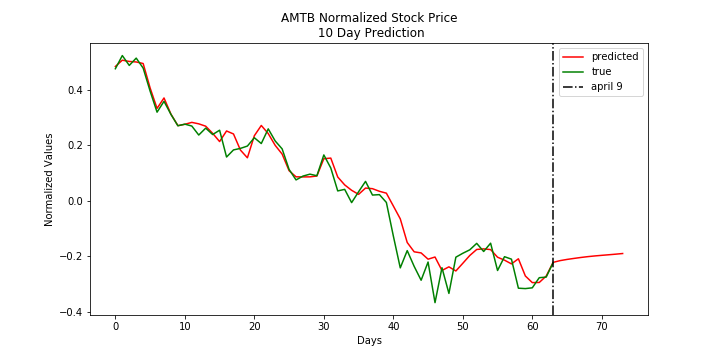 AMTB Normalized Stock Price
10 Day Prediction
predicted
true
april 9
Normalized Values
0.4
0.2
0.0
−0.2
−0.4
0 10 20 30 40 50 60 70
Days